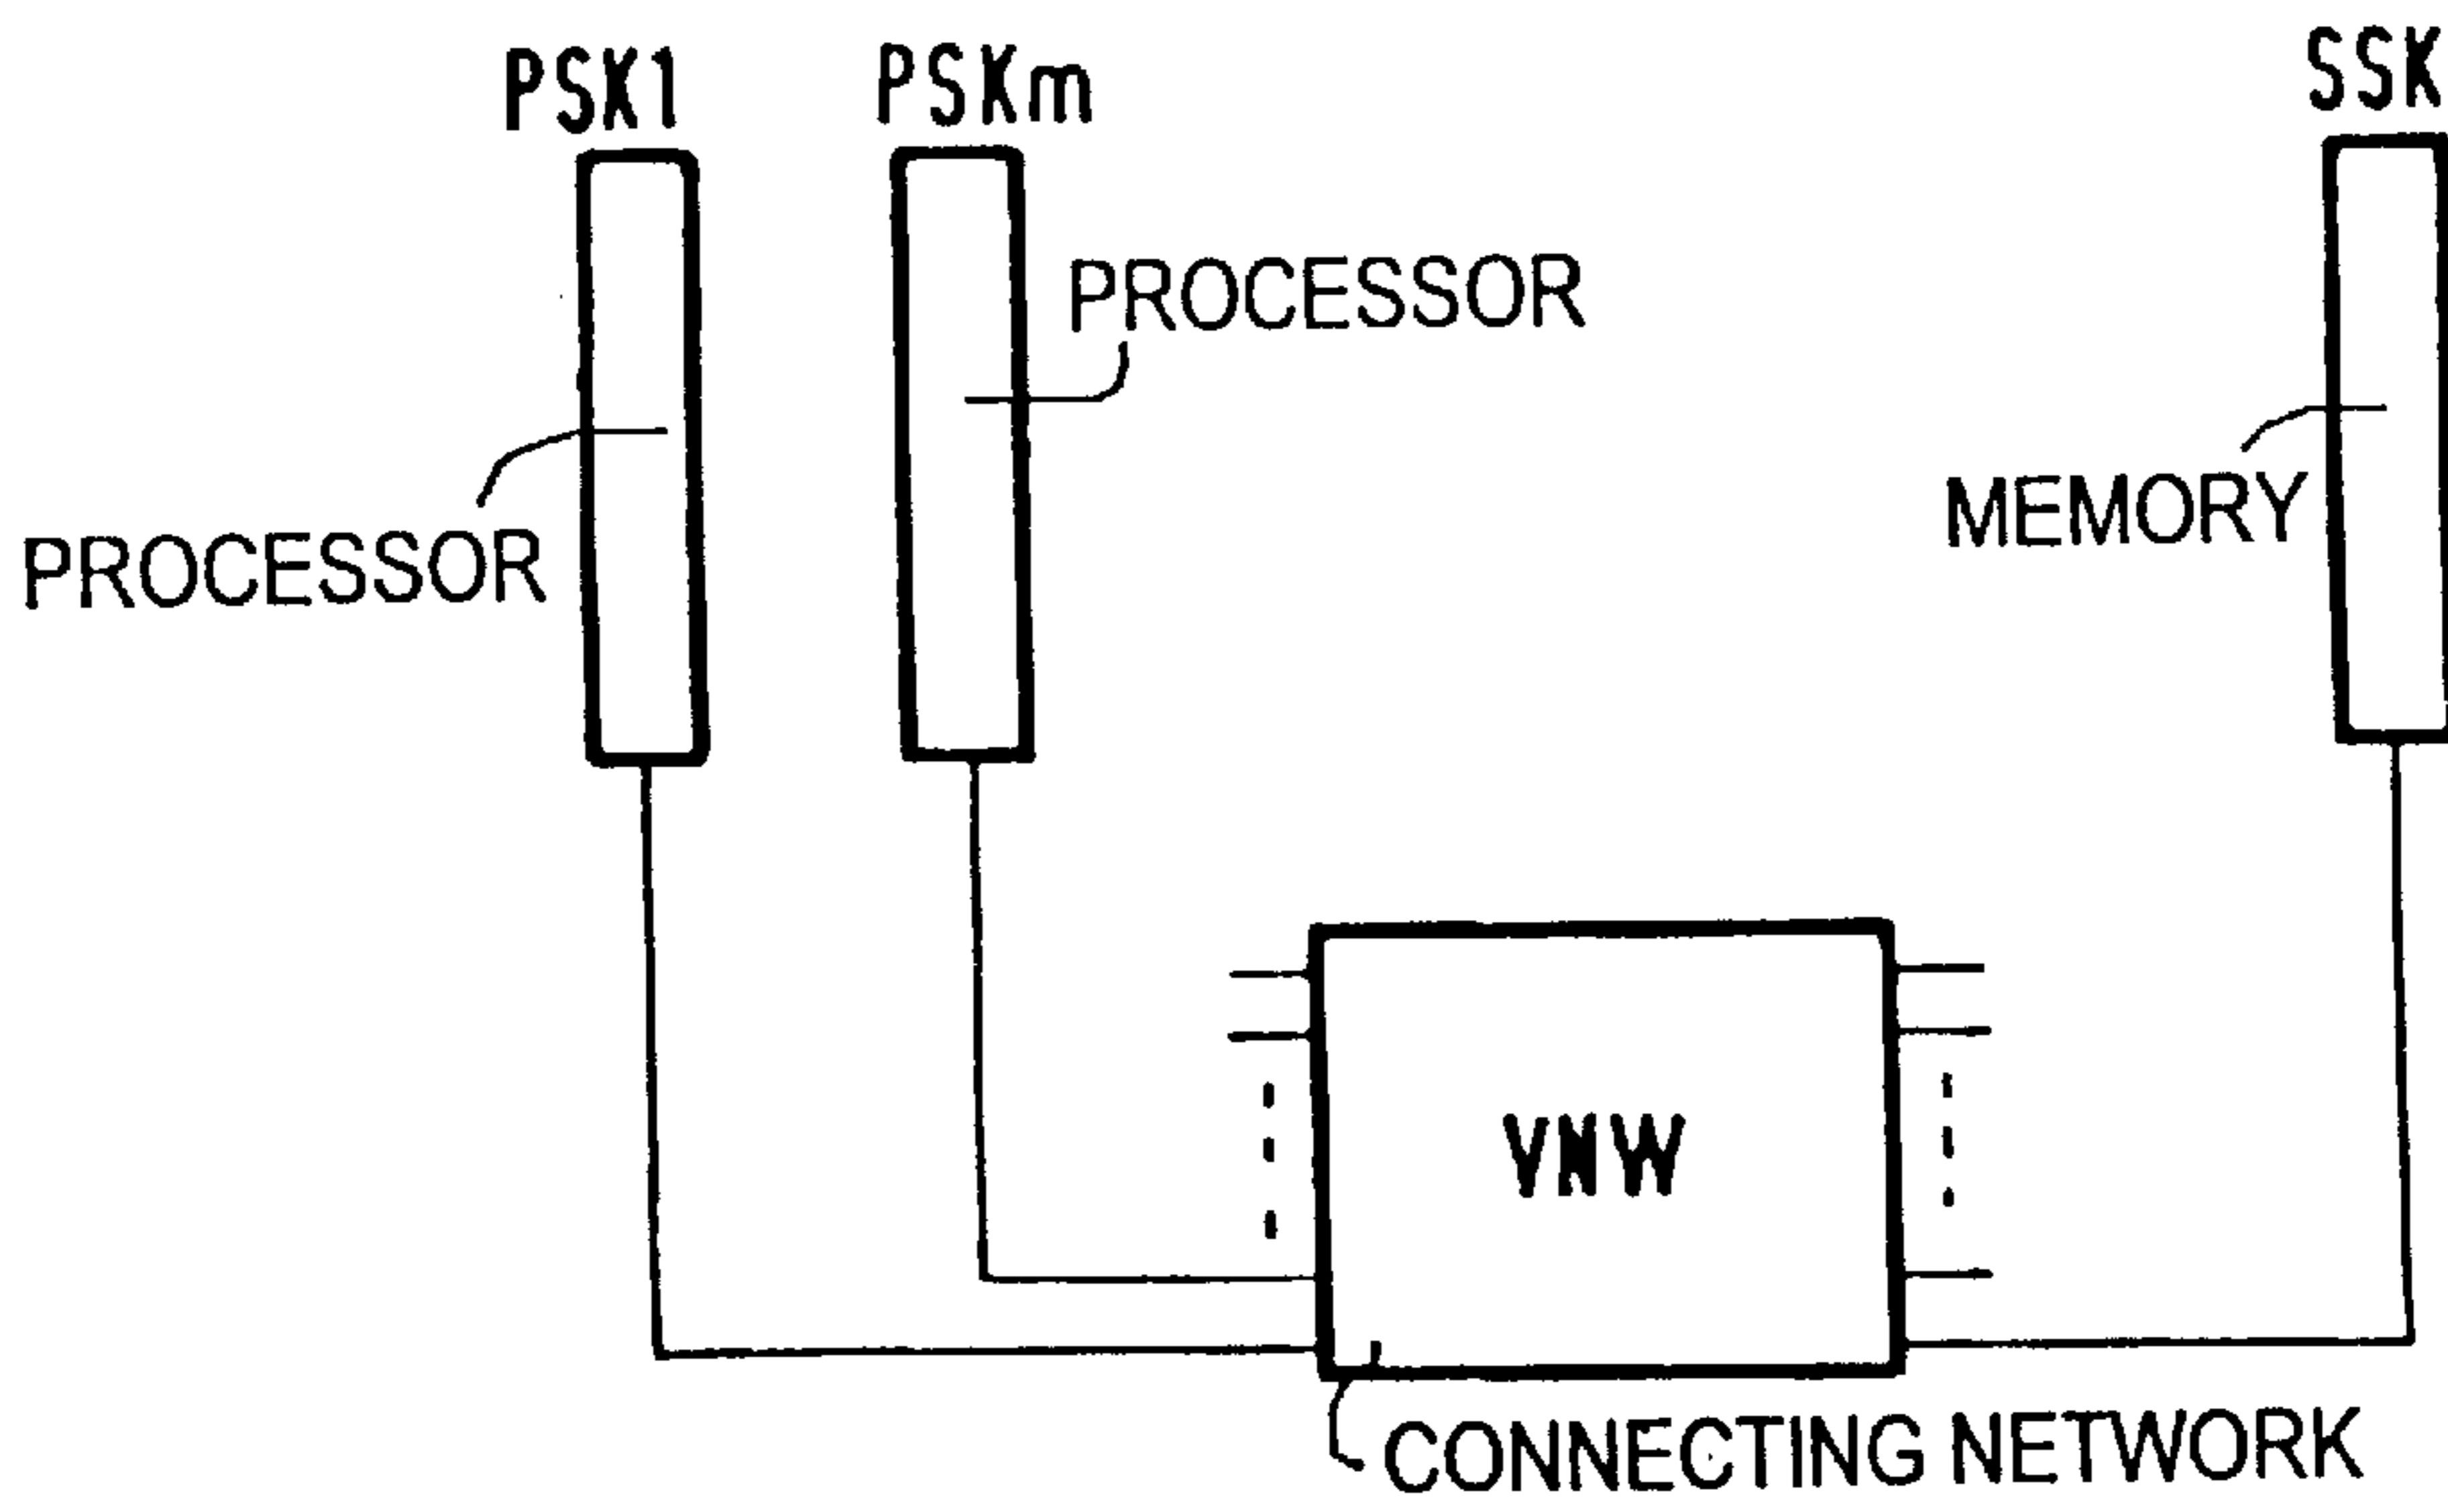 PSK1
PSKm
SSK
PROCESSOR
PROCESSOR
MEMORY
VNW
CONNECTING NETWORK